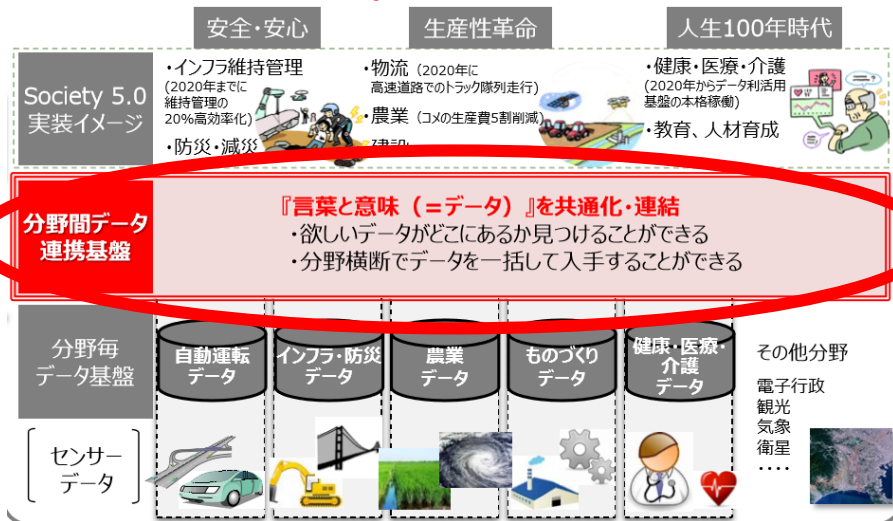 安全・安心
生産性革命
人生100年時代
Society 5.0
実装イメージ
・インフラ維持管理
(2020年までに
維持管理の
20%高効率化)
・防災・減災
・物流 (2020年に
高速道路でのトラック隊列走行)
・農業 (コメの生産費5割削減)
・健康・医療・介護
(2020年からデータ利活用
基盤の本格稼働)
・教育、人材育成
分野間データ
連携基盤
『言葉と意味（＝データ）』を共通化・連結
・欲しいデータがどこにあるか見つけることができる
・分野横断でデータを一括して入手することができる
分野毎
データ基盤
自動運転
データ
インフラ・防災
データ
農業
データ
ものづくり
データ
健康・医療・
介護
データ
その他分野
電子行政
観光
気象
衛星
‥‥
センサー
データ